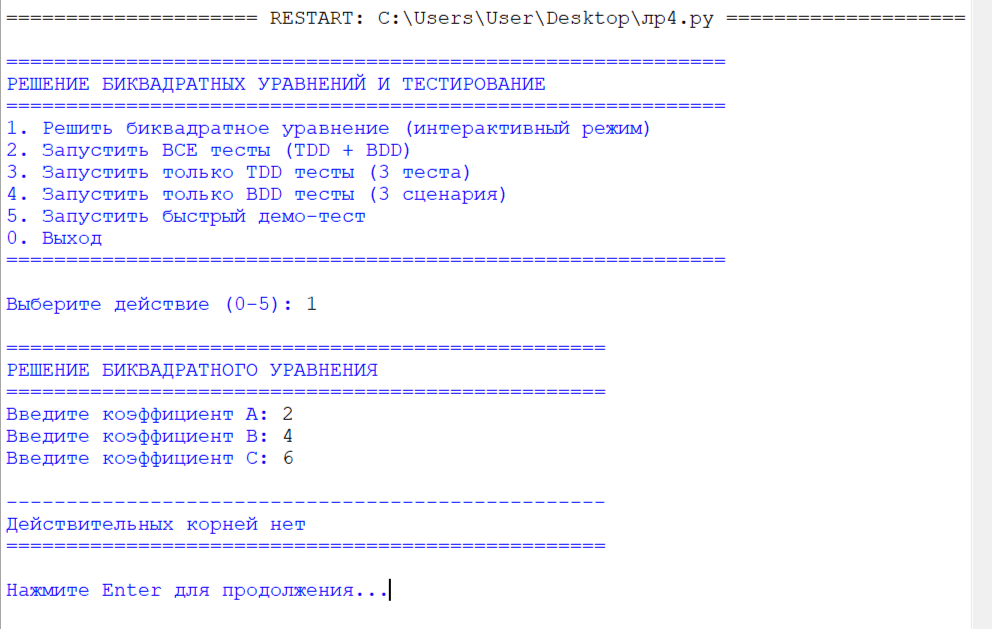 ===================== RESTART: C:\Users\User\Desktop\лр4.py ====================
============================================================
РЕШЕНИЕ БИКВАДРАТНЫХ УРАВНЕНИЙ И ТЕСТИРОВАНИЕ
============================================================
1. Решить биквадратное уравнение (интерактивный режим)
2. Запустить ВСЕ тесты (TDD + BDD)
3. Запустить только TDD тесты (3 теста)
4. Запустить только BDD тесты (3 сценария)
5. Запустить быстрый демо-тест
0. Выход
============================================================
Выберите действие (0-5): 1
==================================================
РЕШЕНИЕ БИКВАДРАТНОГО УРАВНЕНИЯ
==================================================
Введите коэффициент A: 2
Введите коэффициент B: 4
Введите коэффициент C: 6
--------------------------------------------------
Действительных корней нет
==================================================
Нажмите Enter для продолжения...